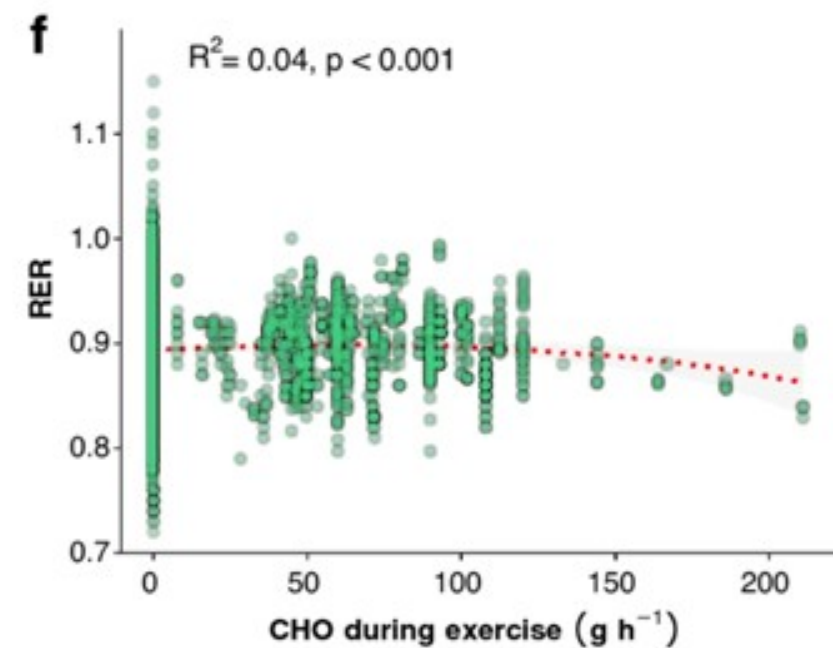 f
R²= 0.04, p < 0.001
1.1
1.0
0.9
0.8
0.7
RER
0
50
100
150
200
CHO during exercise (g h⁻¹)